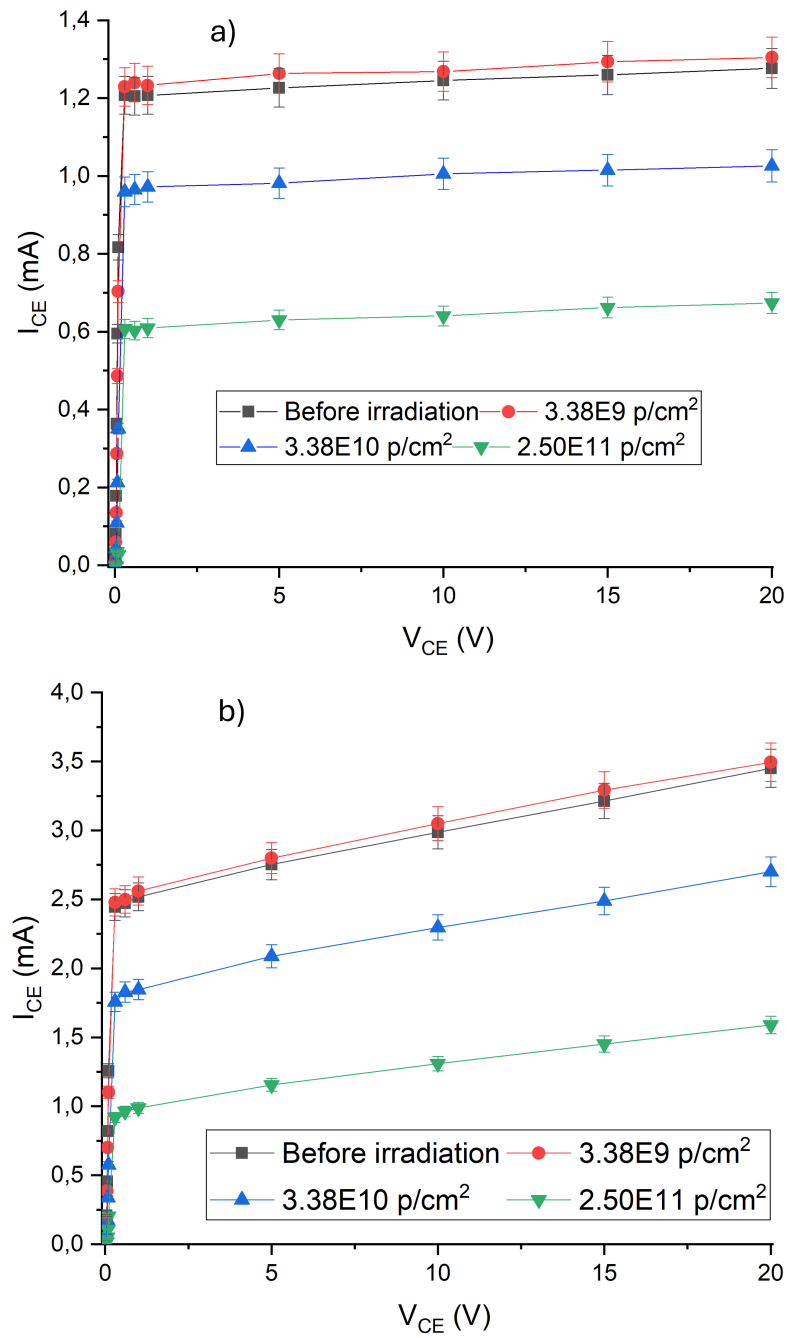 a)
I_CE (mA)
1,4
1,2
1,0
0,8
0,6
0,4
0,2
0,0
Before irradiation 3.38E9 p/cm²
3.38E10 p/cm² 2.50E11 p/cm²
0 5 10 15 20
V_CE (V)
b)
I_CE (mA)
4,0
3,5
3,0
2,5
2,0
1,5
1,0
0,5
0,0
Before irradiation 3.38E9 p/cm²
3.38E10 p/cm² 2.50E11 p/cm²
0 5 10 15 20
V_CE (V)